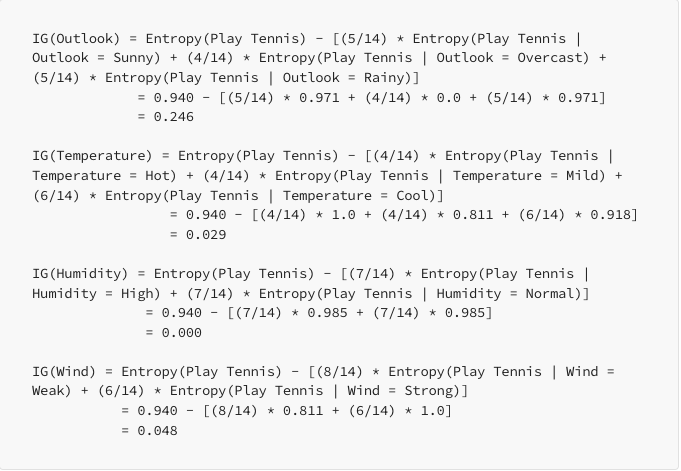 IG(Outlook) = Entropy(Play Tennis) − [(5/14) * Entropy(Play Tennis |
Outlook = Sunny) + (4/14) * Entropy(Play Tennis | Outlook = Overcast) +
(5/14) * Entropy(Play Tennis | Outlook = Rainy)]
= 0.940 − [(5/14) * 0.971 + (4/14) * 0.0 + (5/14) * 0.971]
= 0.246
IG(Temperature) = Entropy(Play Tennis) − [(4/14) * Entropy(Play Tennis |
Temperature = Hot) + (4/14) * Entropy(Play Tennis | Temperature = Mild) +
(6/14) * Entropy(Play Tennis | Temperature = Cool)]
= 0.940 − [(4/14) * 1.0 + (4/14) * 0.811 + (6/14) * 0.918]
= 0.029
IG(Humidity) = Entropy(Play Tennis) − [(7/14) * Entropy(Play Tennis |
Humidity = High) + (7/14) * Entropy(Play Tennis | Humidity = Normal)]
= 0.940 − [(7/14) * 0.985 + (7/14) * 0.985]
= 0.000
IG(Wind) = Entropy(Play Tennis) − [(8/14) * Entropy(Play Tennis | Wind =
Weak) + (6/14) * Entropy(Play Tennis | Wind = Strong)]
= 0.940 − [(8/14) * 0.811 + (6/14) * 1.0]
= 0.048